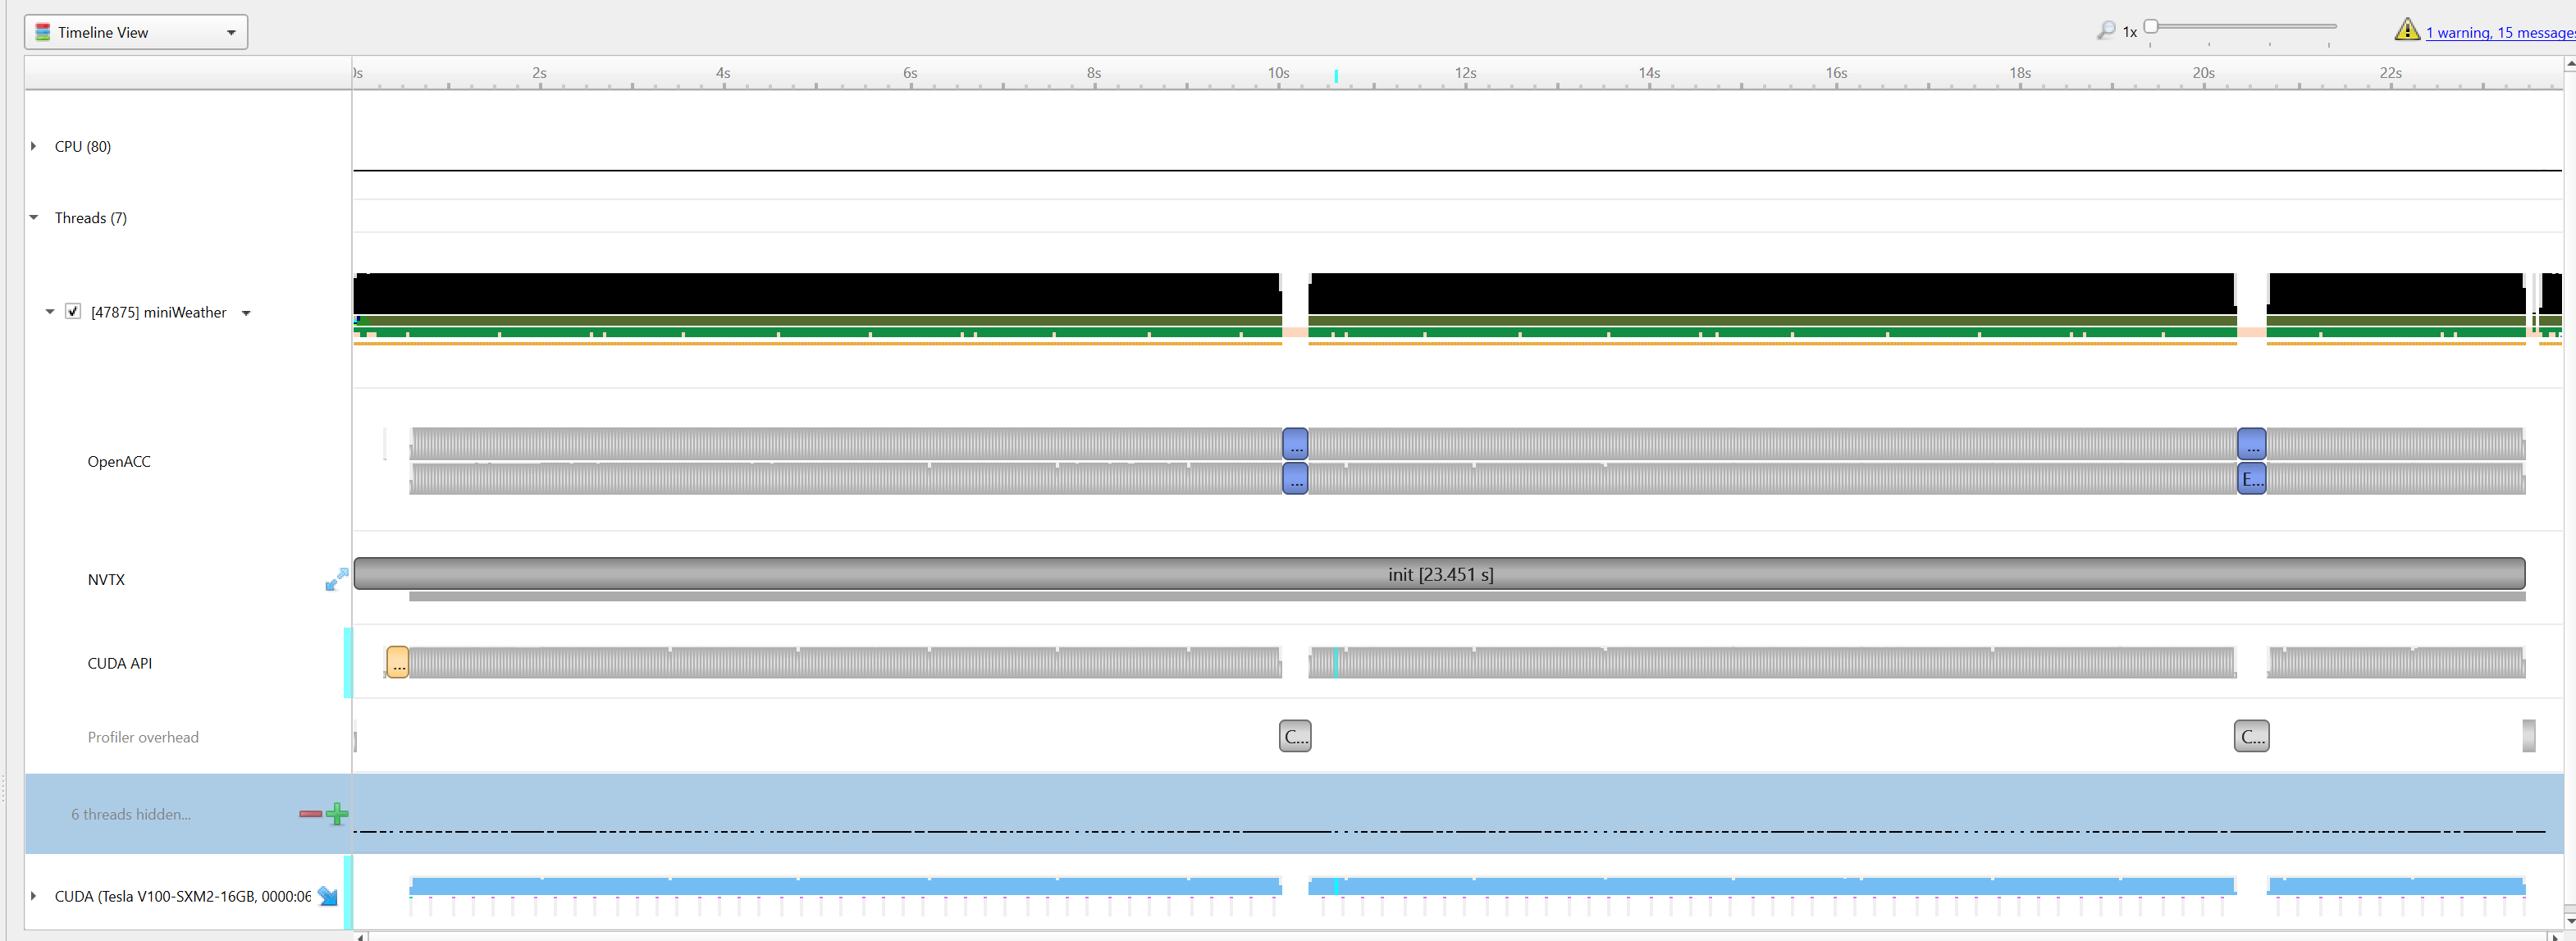 Timeline View
1x
1 warning, 15 messages
0s 2s 4s 6s 8s 10s 12s 14s 16s 18s 20s 22s
CPU (80)
Threads (7)
[47875] miniWeather
OpenACC
... ...
... E...
NVTX
init [23.451 s]
CUDA API
...
Profiler overhead
C... C...
6 threads hidden...
CUDA (Tesla V100-SXM2-16GB, 0000:06